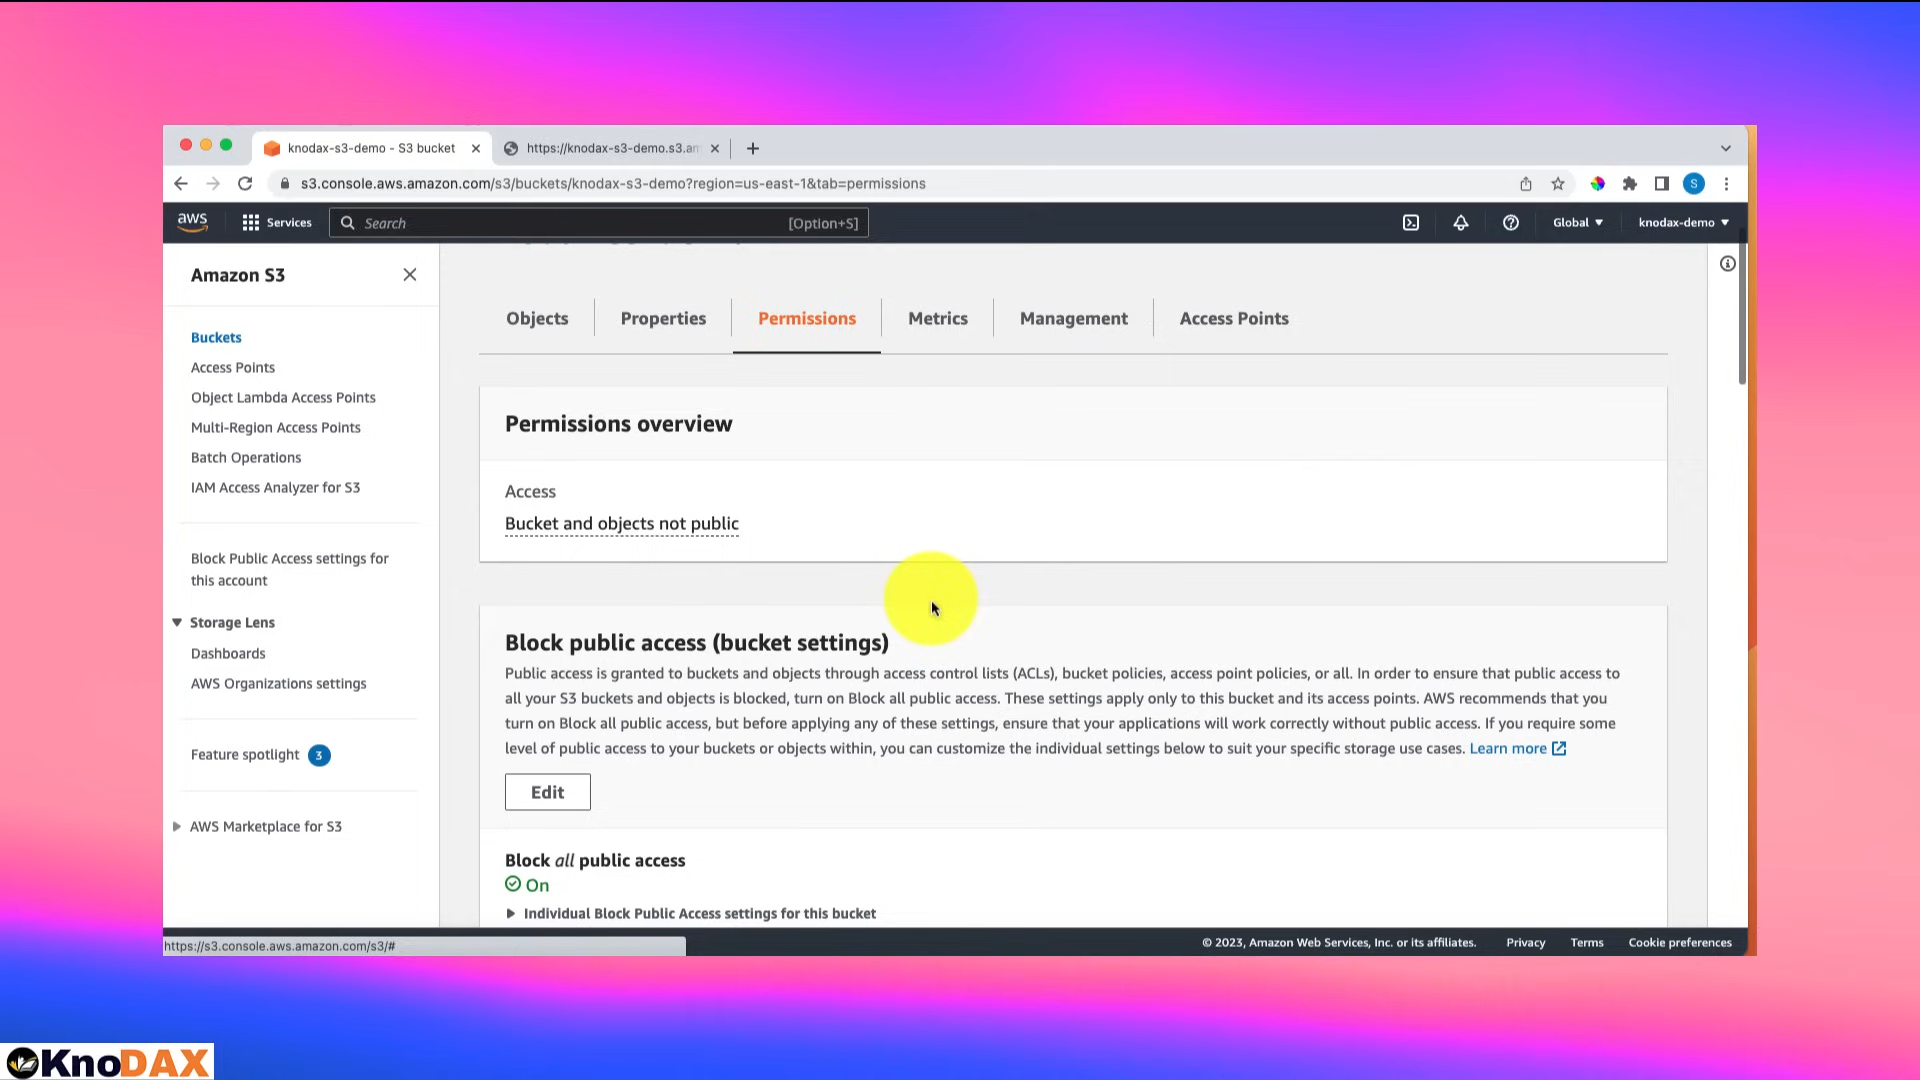 knodax-s3-demo - S3 bucket
https://knodax-s3-demo.s3.am
s3.console.aws.amazon.com/s3/buckets/knodax-s3-demo?region=us-east-1&tab=permissions
S
aws
Services
Search
[Option+S]
Global
knodax-demo
Amazon S3
Buckets
Access Points
Object Lambda Access Points
Multi-Region Access Points
Batch Operations
IAM Access Analyzer for S3
Block Public Access settings for
this account
Storage Lens
Dashboards
AWS Organizations settings
Feature spotlight 3
AWS Marketplace for S3
Objects
Properties
Permissions
Metrics
Management
Access Points
Permissions overview
Access
Bucket and objects not public
Block public access (bucket settings)
Public access is granted to buckets and objects through access control lists (ACLs), bucket policies, access point policies, or all. In order to ensure that public access to
all your S3 buckets and objects is blocked, turn on Block all public access. These settings apply only to this bucket and its access points. AWS recommends that you
turn on Block all public access, but before applying any of these settings, ensure that your applications will work correctly without public access. If you require some
level of public access to your buckets or objects within, you can customize the individual settings below to suit your specific storage use cases. Learn more
Edit
Block all public access
On
Individual Block Public Access settings for this bucket
https://s3.console.aws.amazon.com/s3/#
© 2023, Amazon Web Services, Inc. or its affiliates.
Privacy
Terms
Cookie preferences
KnoDAX